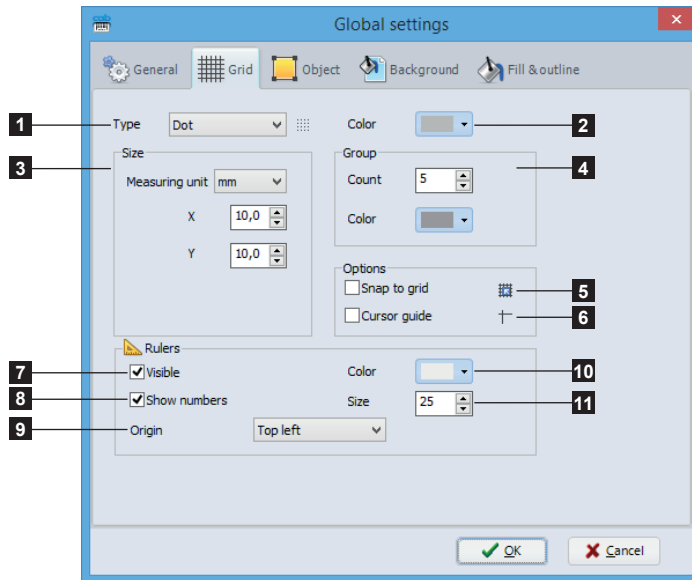 cab
Global settings
General
Grid
Object
Background
Fill & outline
1
Type
Dot
Color
2
3
Size
Group
4
Measuring unit
mm
Count
5
X
10,0
Color
Y
10,0
Options
Snap to grid
5
Cursor guide
6
Rulers
7
Visible
Color
10
8
Show numbers
Size
25
11
9
Origin
Top left
OK
Cancel